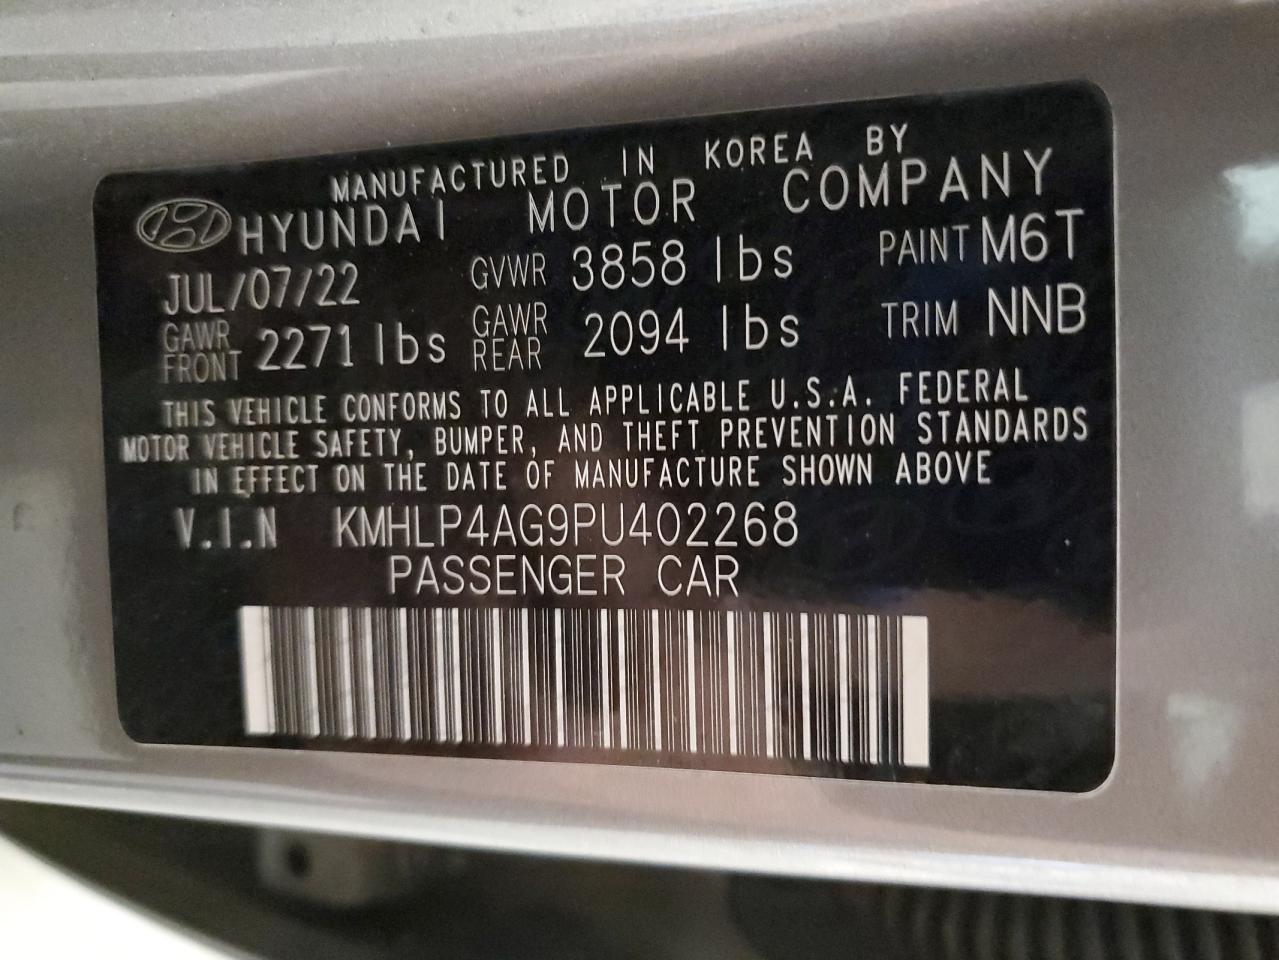 MANUFACTURED IN KOREA BY
HYUNDAI MOTOR COMPANY
JUL/07/22 GVWR 3858 lbs PAINT M6T
GAWR FRONT 2271 lbs GAWR REAR 2094 lbs TRIM NNB
THIS VEHICLE CONFORMS TO ALL APPLICABLE U.S.A. FEDERAL
MOTOR VEHICLE SAFETY, BUMPER, AND THEFT PREVENTION STANDARDS
IN EFFECT ON THE DATE OF MANUFACTURE SHOWN ABOVE
V.I.N KMHLP4AG9PU402268
PASSENGER CAR